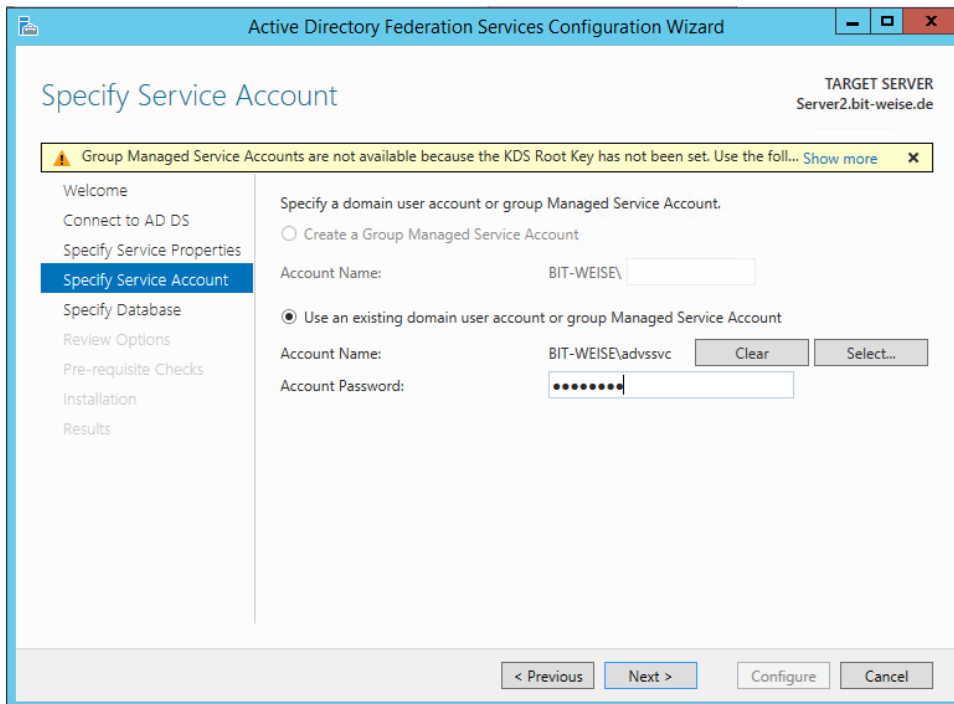 Active Directory Federation Services Configuration Wizard
Specify Service Account
TARGET SERVER
Server2.bit-weise.de
Group Managed Service Accounts are not available because the KDS Root Key has not been set. Use the foll... Show more
Welcome
Connect to AD DS
Specify Service Properties
Specify Service Account
Specify Database
Review Options
Pre-requisite Checks
Installation
Results
Specify a domain user account or group Managed Service Account.
Create a Group Managed Service Account
Account Name: BIT-WEISE\
Use an existing domain user account or group Managed Service Account
Account Name: BIT-WEISE\advssvc Clear Select...
Account Password: ●●●●●●●●
< Previous Next > Configure Cancel